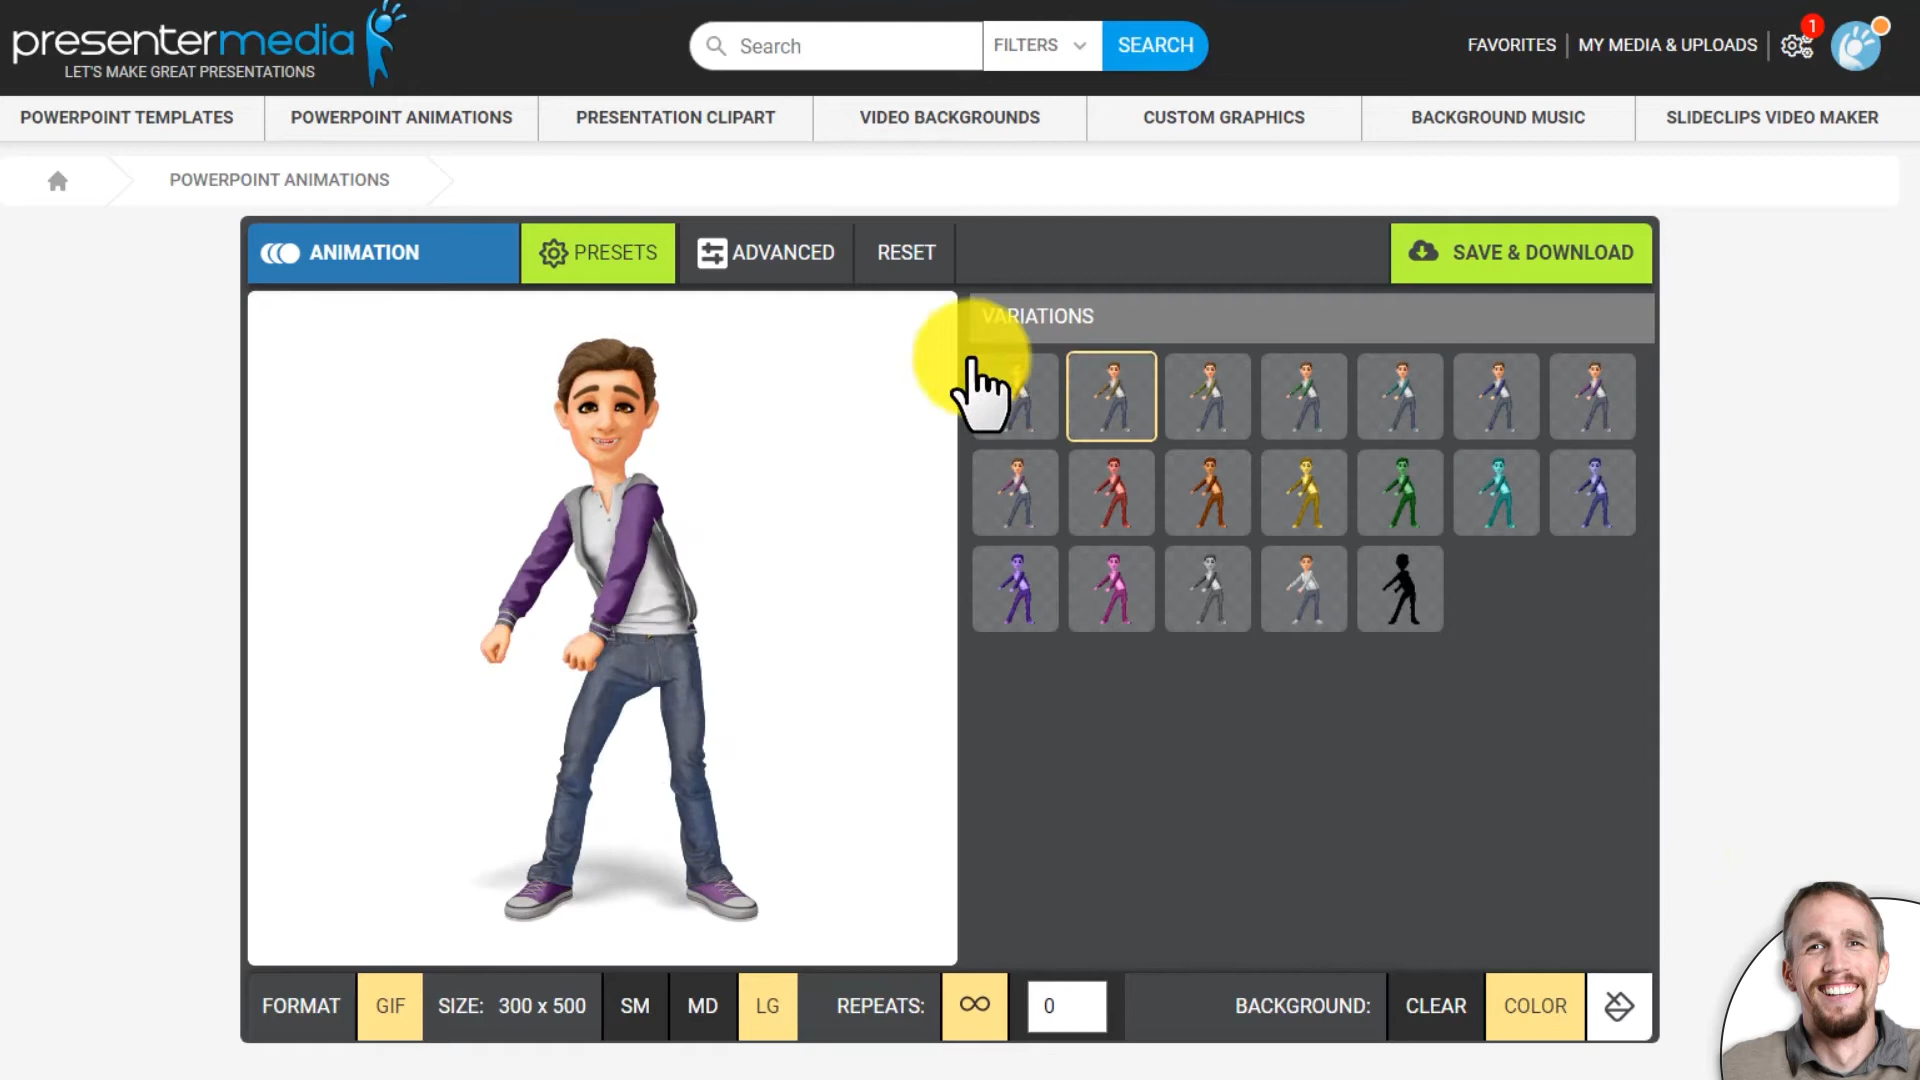 presentermedia
LET'S MAKE GREAT PRESENTATIONS
Search
FILTERS
SEARCH
FAVORITES
MY MEDIA & UPLOADS
1
POWERPOINT TEMPLATES
POWERPOINT ANIMATIONS
PRESENTATION CLIPART
VIDEO BACKGROUNDS
CUSTOM GRAPHICS
BACKGROUND MUSIC
SLIDECLIPS VIDEO MAKER
POWERPOINT ANIMATIONS
ANIMATION
PRESETS
ADVANCED
RESET
SAVE & DOWNLOAD
VARIATIONS
FORMAT
GIF
SIZE: 300 x 500
SM
MD
LG
REPEATS:
∞
0
BACKGROUND:
CLEAR
COLOR